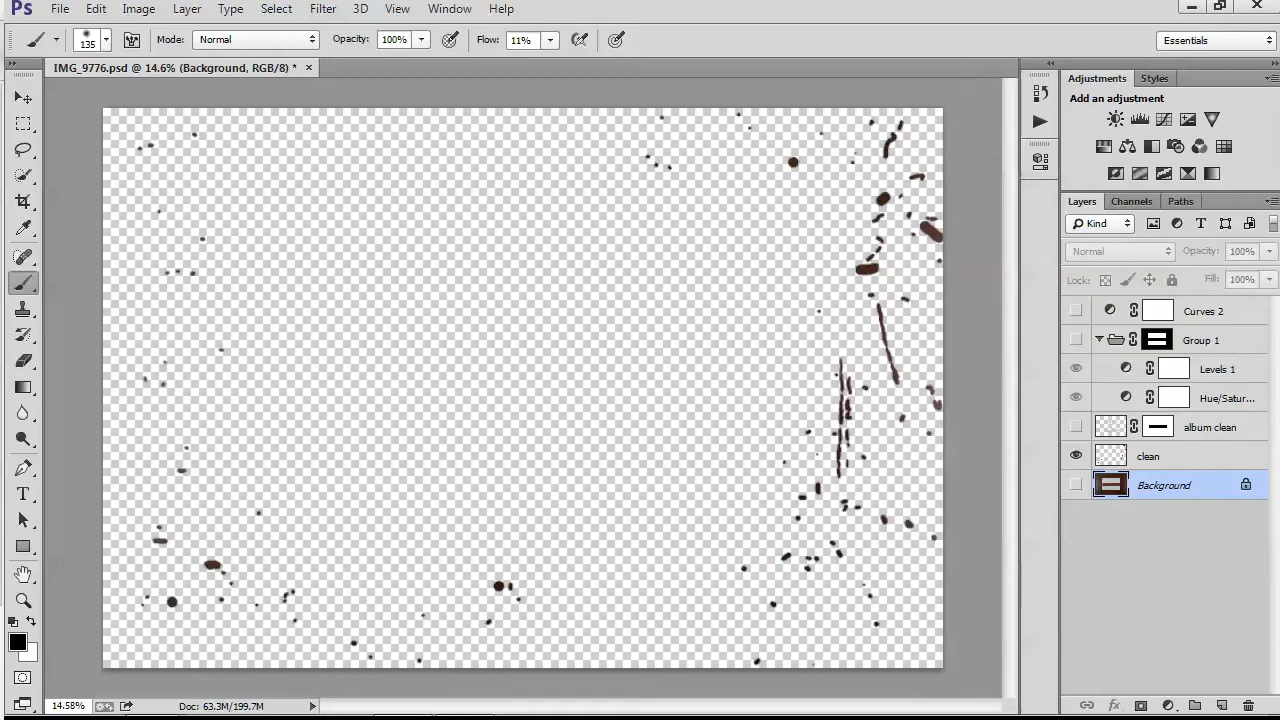 Ps File Edit Image Layer Type Select Filter 3D View Window Help
135 Mode: Normal Opacity: 100% Flow: 11% Essentials
IMG_9776.psd @ 14.6% (Background, RGB/8) * ×
Adjustments Styles
Add an adjustment
Layers Channels Paths
Kind
Normal Opacity: 100%
Lock: Fill: 100%
Curves 2
Group 1
Levels 1
Hue/Satur...
album clean
clean
Background
14.58% Doc: 63.3M/199.7M